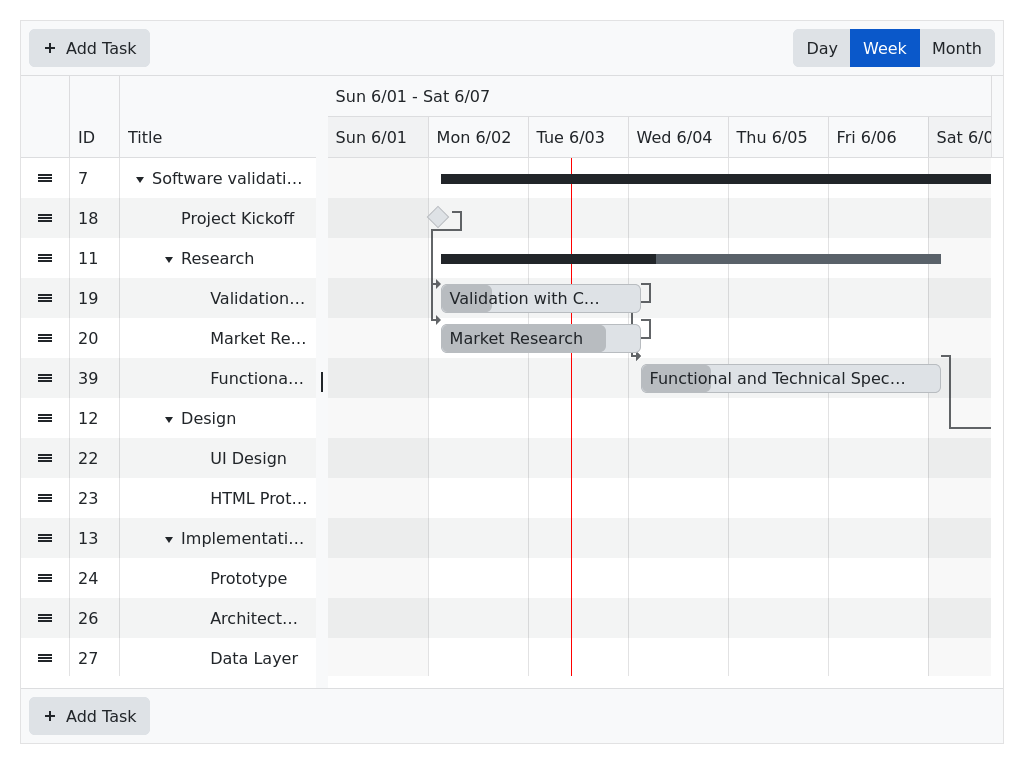 Add Task
Day Week Month
Sun 6/01 - Sat 6/07
ID Title Sun 6/01 Mon 6/02 Tue 6/03 Wed 6/04 Thu 6/05 Fri 6/06 Sat 6/0
7 Software validati…
18 Project Kickoff
11 Research
19 Validation… Validation with C…
20 Market Re… Market Research
39 Functiona… Functional and Technical Spec…
12 Design
22 UI Design
23 HTML Prot…
13 Implementati…
24 Prototype
26 Architect…
27 Data Layer
Add Task